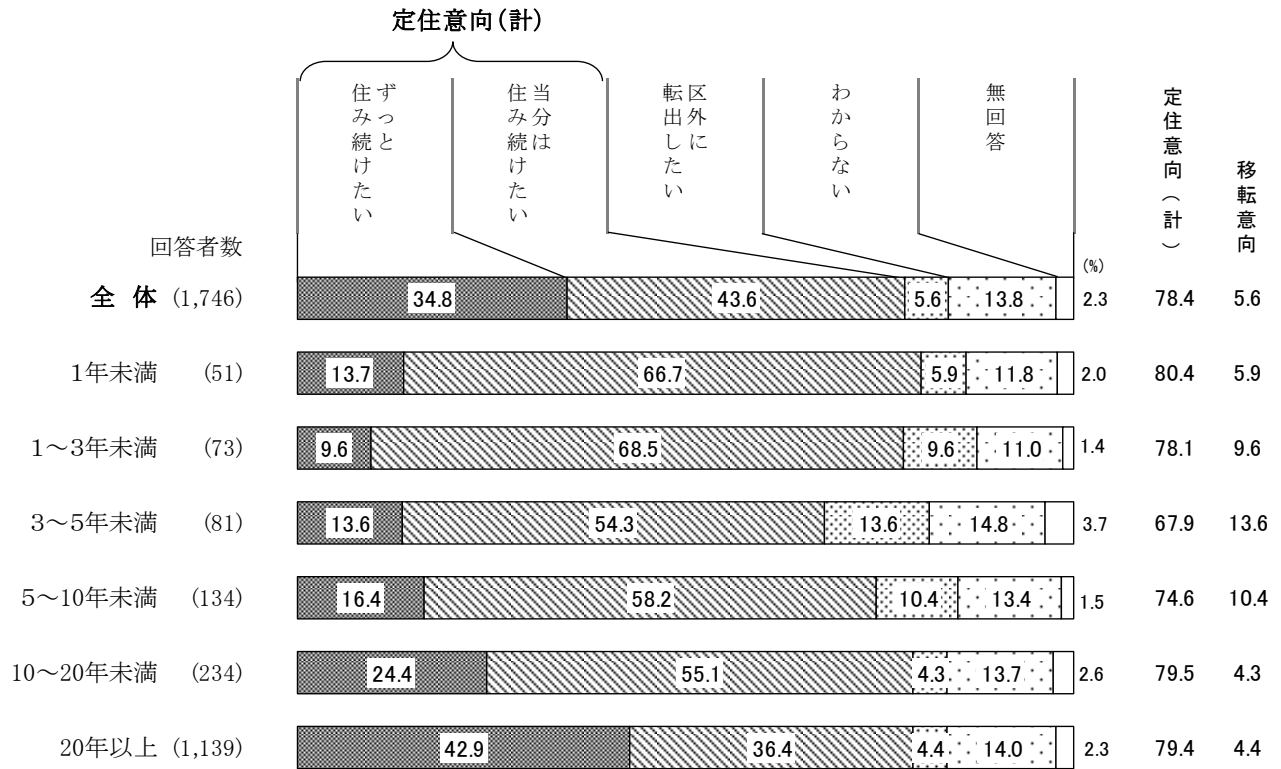 定住意向(計)
ずっと
住み続けたい
当分は
住み続けたい
区外に
転出したい
わからない
無回答
定住意向(計)
移転意向
回答者数
(%)
全 体 (1,746) 34.8 43.6 5.6 13.8 2.3 78.4 5.6
1年未満 (51) 13.7 66.7 5.9 11.8 2.0 80.4 5.9
1～3年未満 (73) 9.6 68.5 9.6 11.0 1.4 78.1 9.6
3～5年未満 (81) 13.6 54.3 13.6 14.8 3.7 67.9 13.6
5～10年未満 (134) 16.4 58.2 10.4 13.4 1.5 74.6 10.4
10～20年未満 (234) 24.4 55.1 4.3 13.7 2.6 79.5 4.3
20年以上 (1,139) 42.9 36.4 4.4 14.0 2.3 79.4 4.4